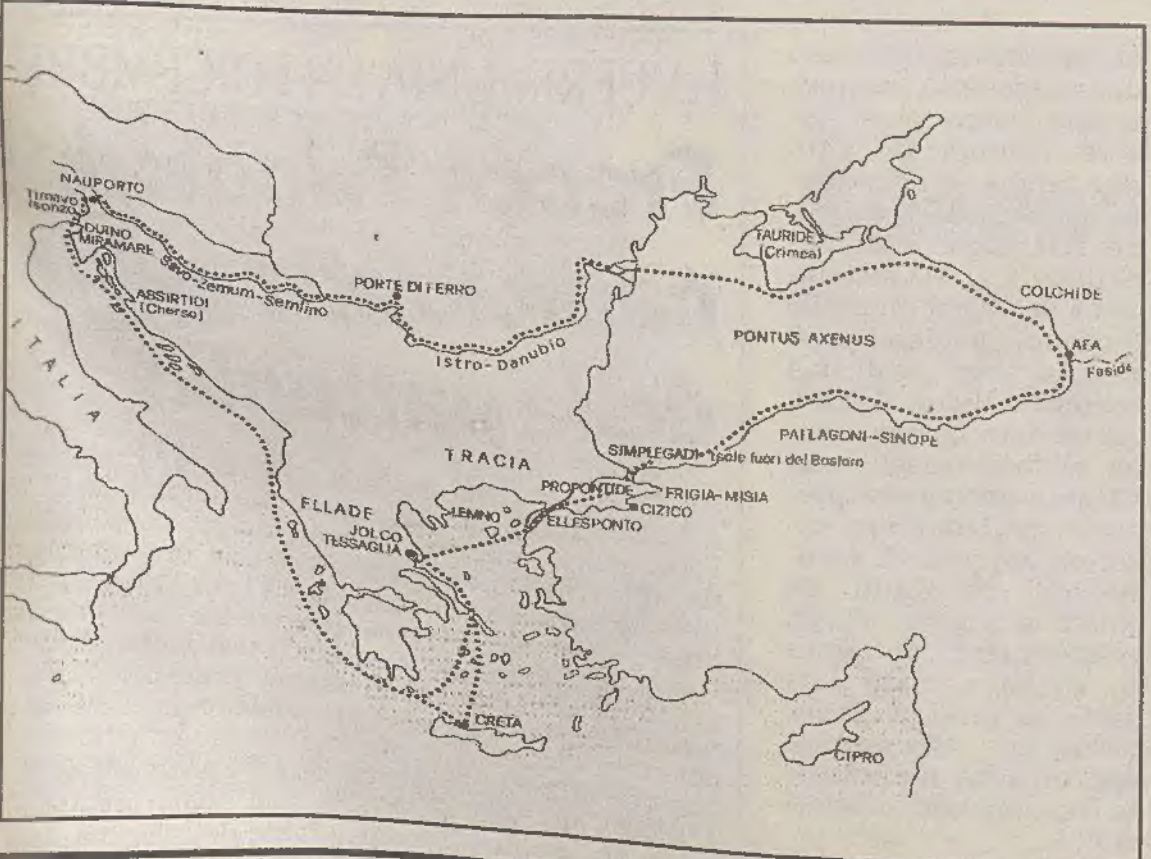 NAUPORTO
Timavo
Isonzo
DUINO
MIRAMARE
Savo-Zemum-Semlino
ASSIRTIDI
(Cherso)
PORTE DI FERRO
Istro-Danubio
TAURIDE
(Crimea)
COLCHIDE
PONTUS AXENUS
AEA
Faside
ITALIA
PAFLAGONI-SINOPE
SIMPLEGADI Isole fuori del Bosforo
TRACIA
PROPONTIDE
FRIGIA-MISIA
CIZICO
ELLADE
LEMNO
ELLESPONTO
JOLCO
TESSAGLIA
CRETA
CIPRO